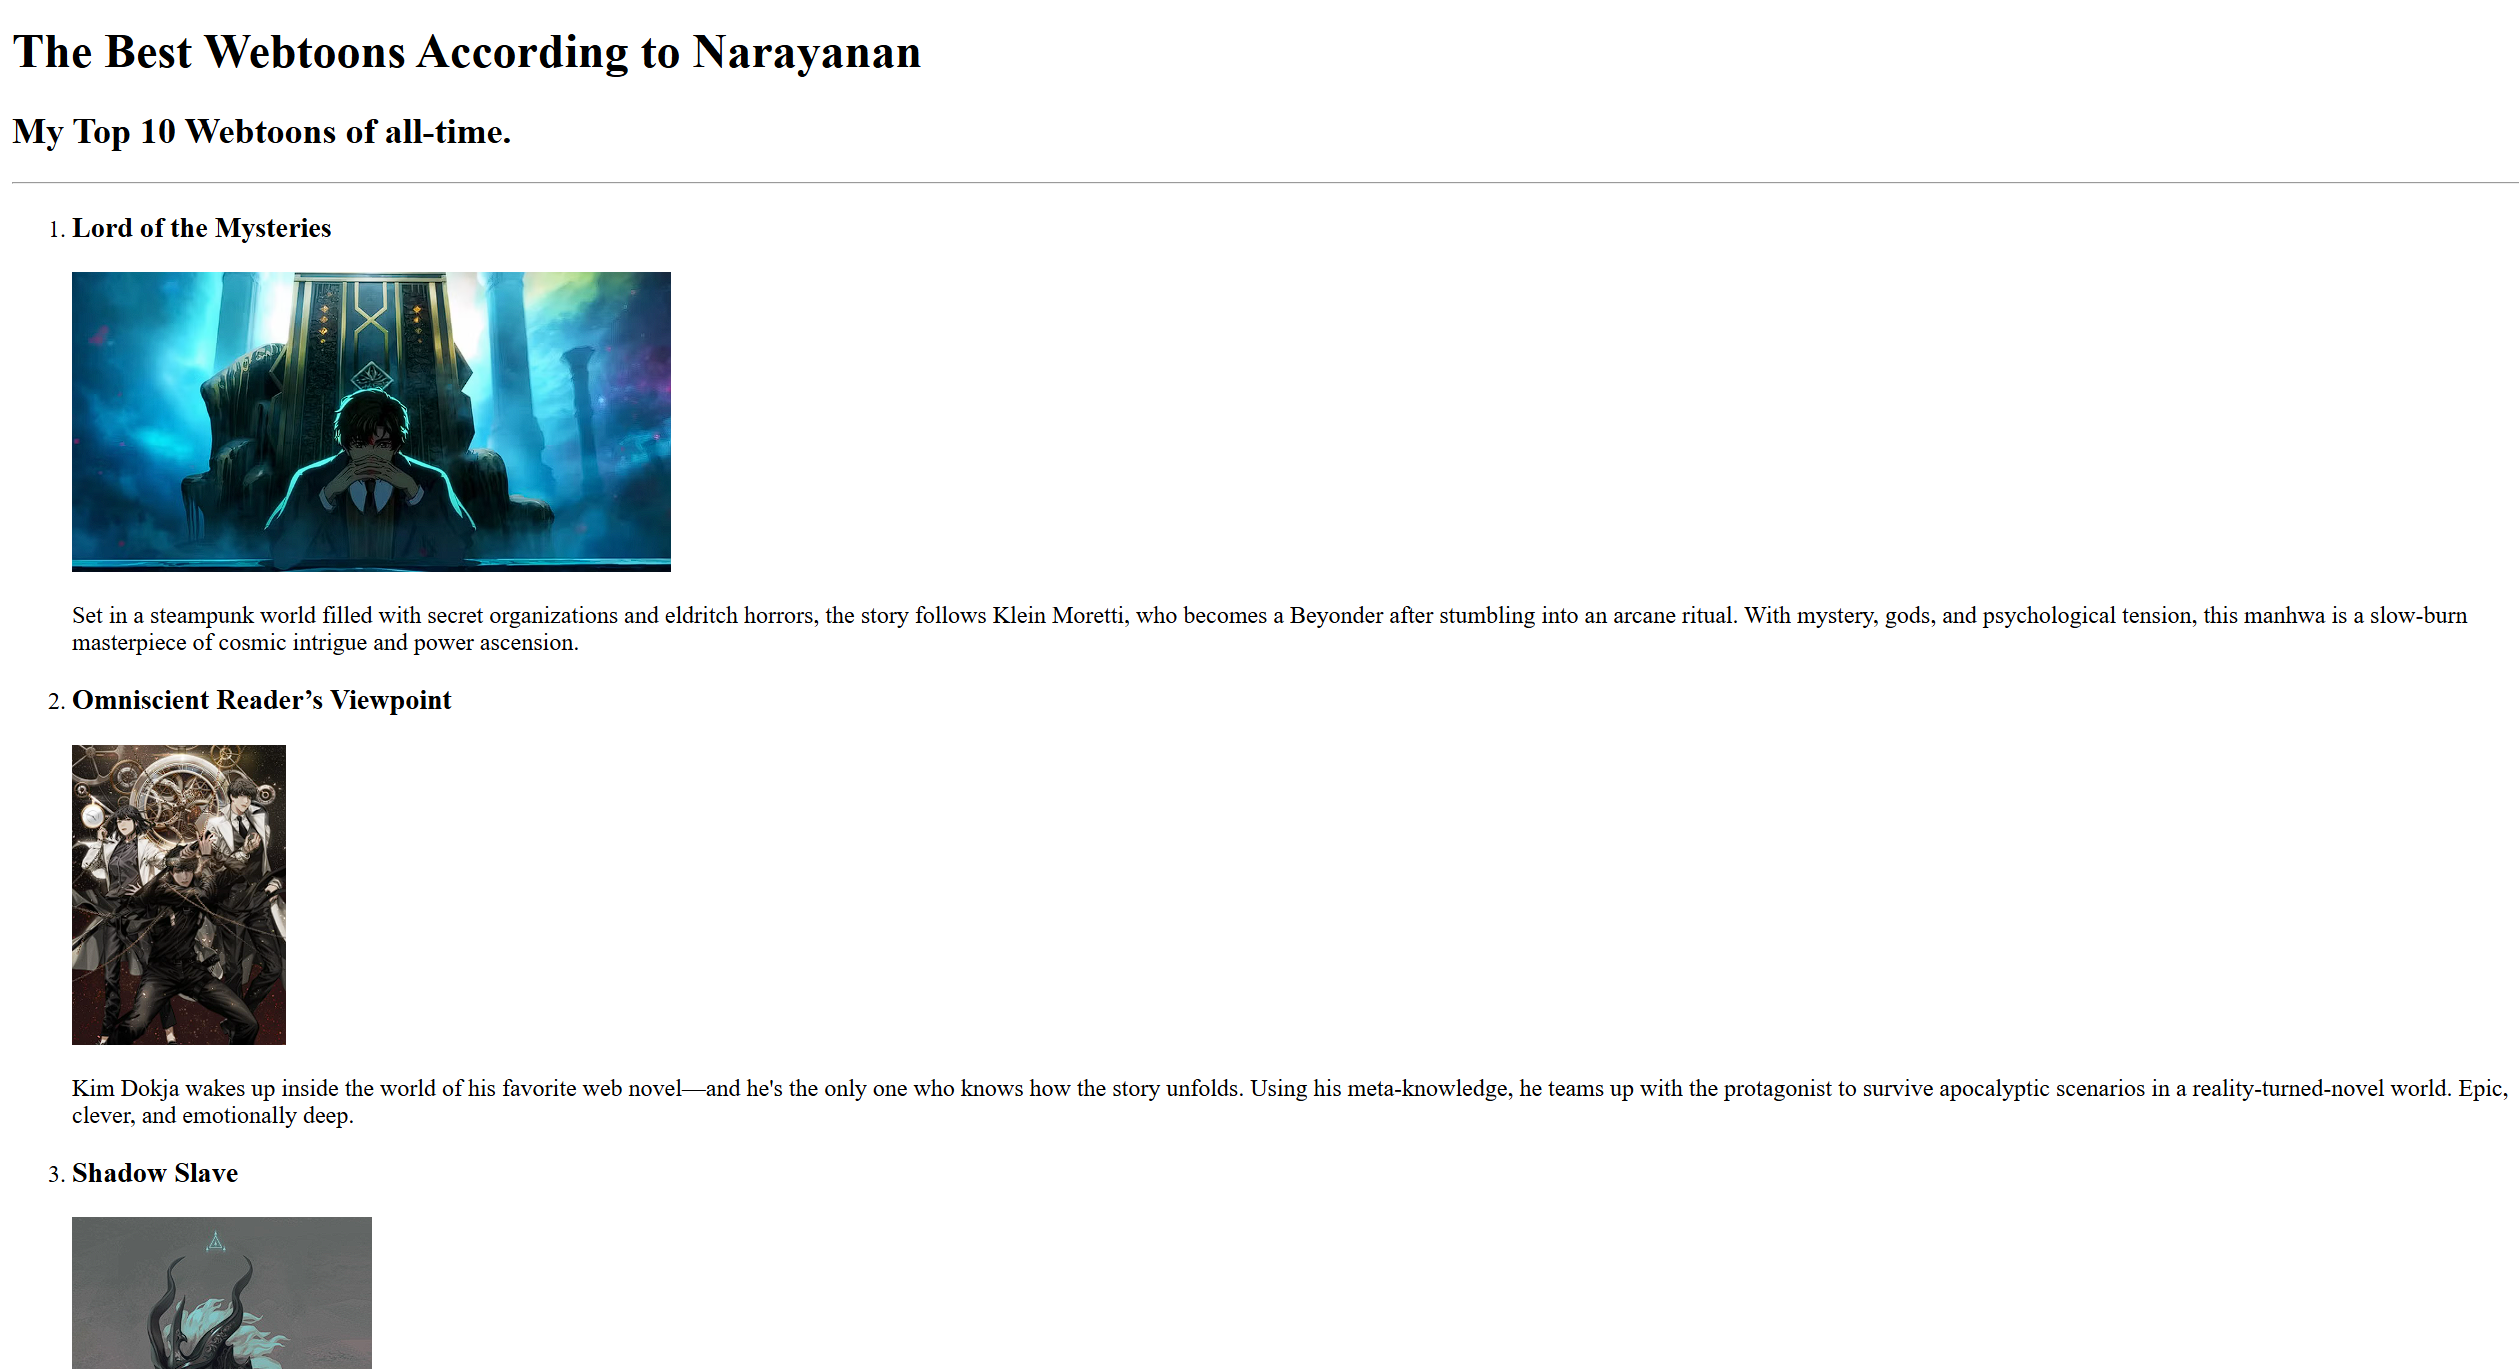 The Best Webtoons According to Narayanan
My Top 10 Webtoons of all-time.
1. Lord of the Mysteries
Set in a steampunk world filled with secret organizations and eldritch horrors, the story follows Klein Moretti, who becomes a Beyonder after stumbling into an arcane ritual. With mystery, gods, and psychological tension, this manhwa is a slow-burn
masterpiece of cosmic intrigue and power ascension.
2. Omniscient Reader’s Viewpoint
Kim Dokja wakes up inside the world of his favorite web novel—and he's the only one who knows how the story unfolds. Using his meta-knowledge, he teams up with the protagonist to survive apocalyptic scenarios in a reality-turned-novel world. Epic,
clever, and emotionally deep.
3. Shadow Slave